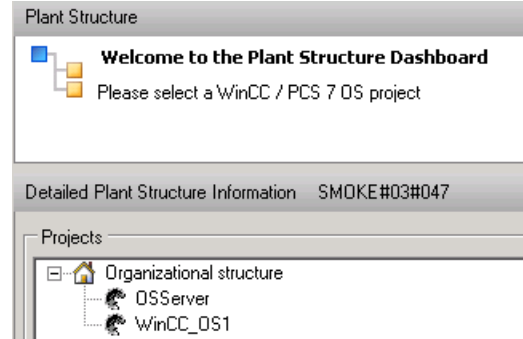 Plant Structure
Welcome to the Plant Structure Dashboard
Please select a WinCC / PCS 7 OS project
Detailed Plant Structure Information SMOKE#03#047
Projects
Organizational structure
OSServer
WinCC_OS1